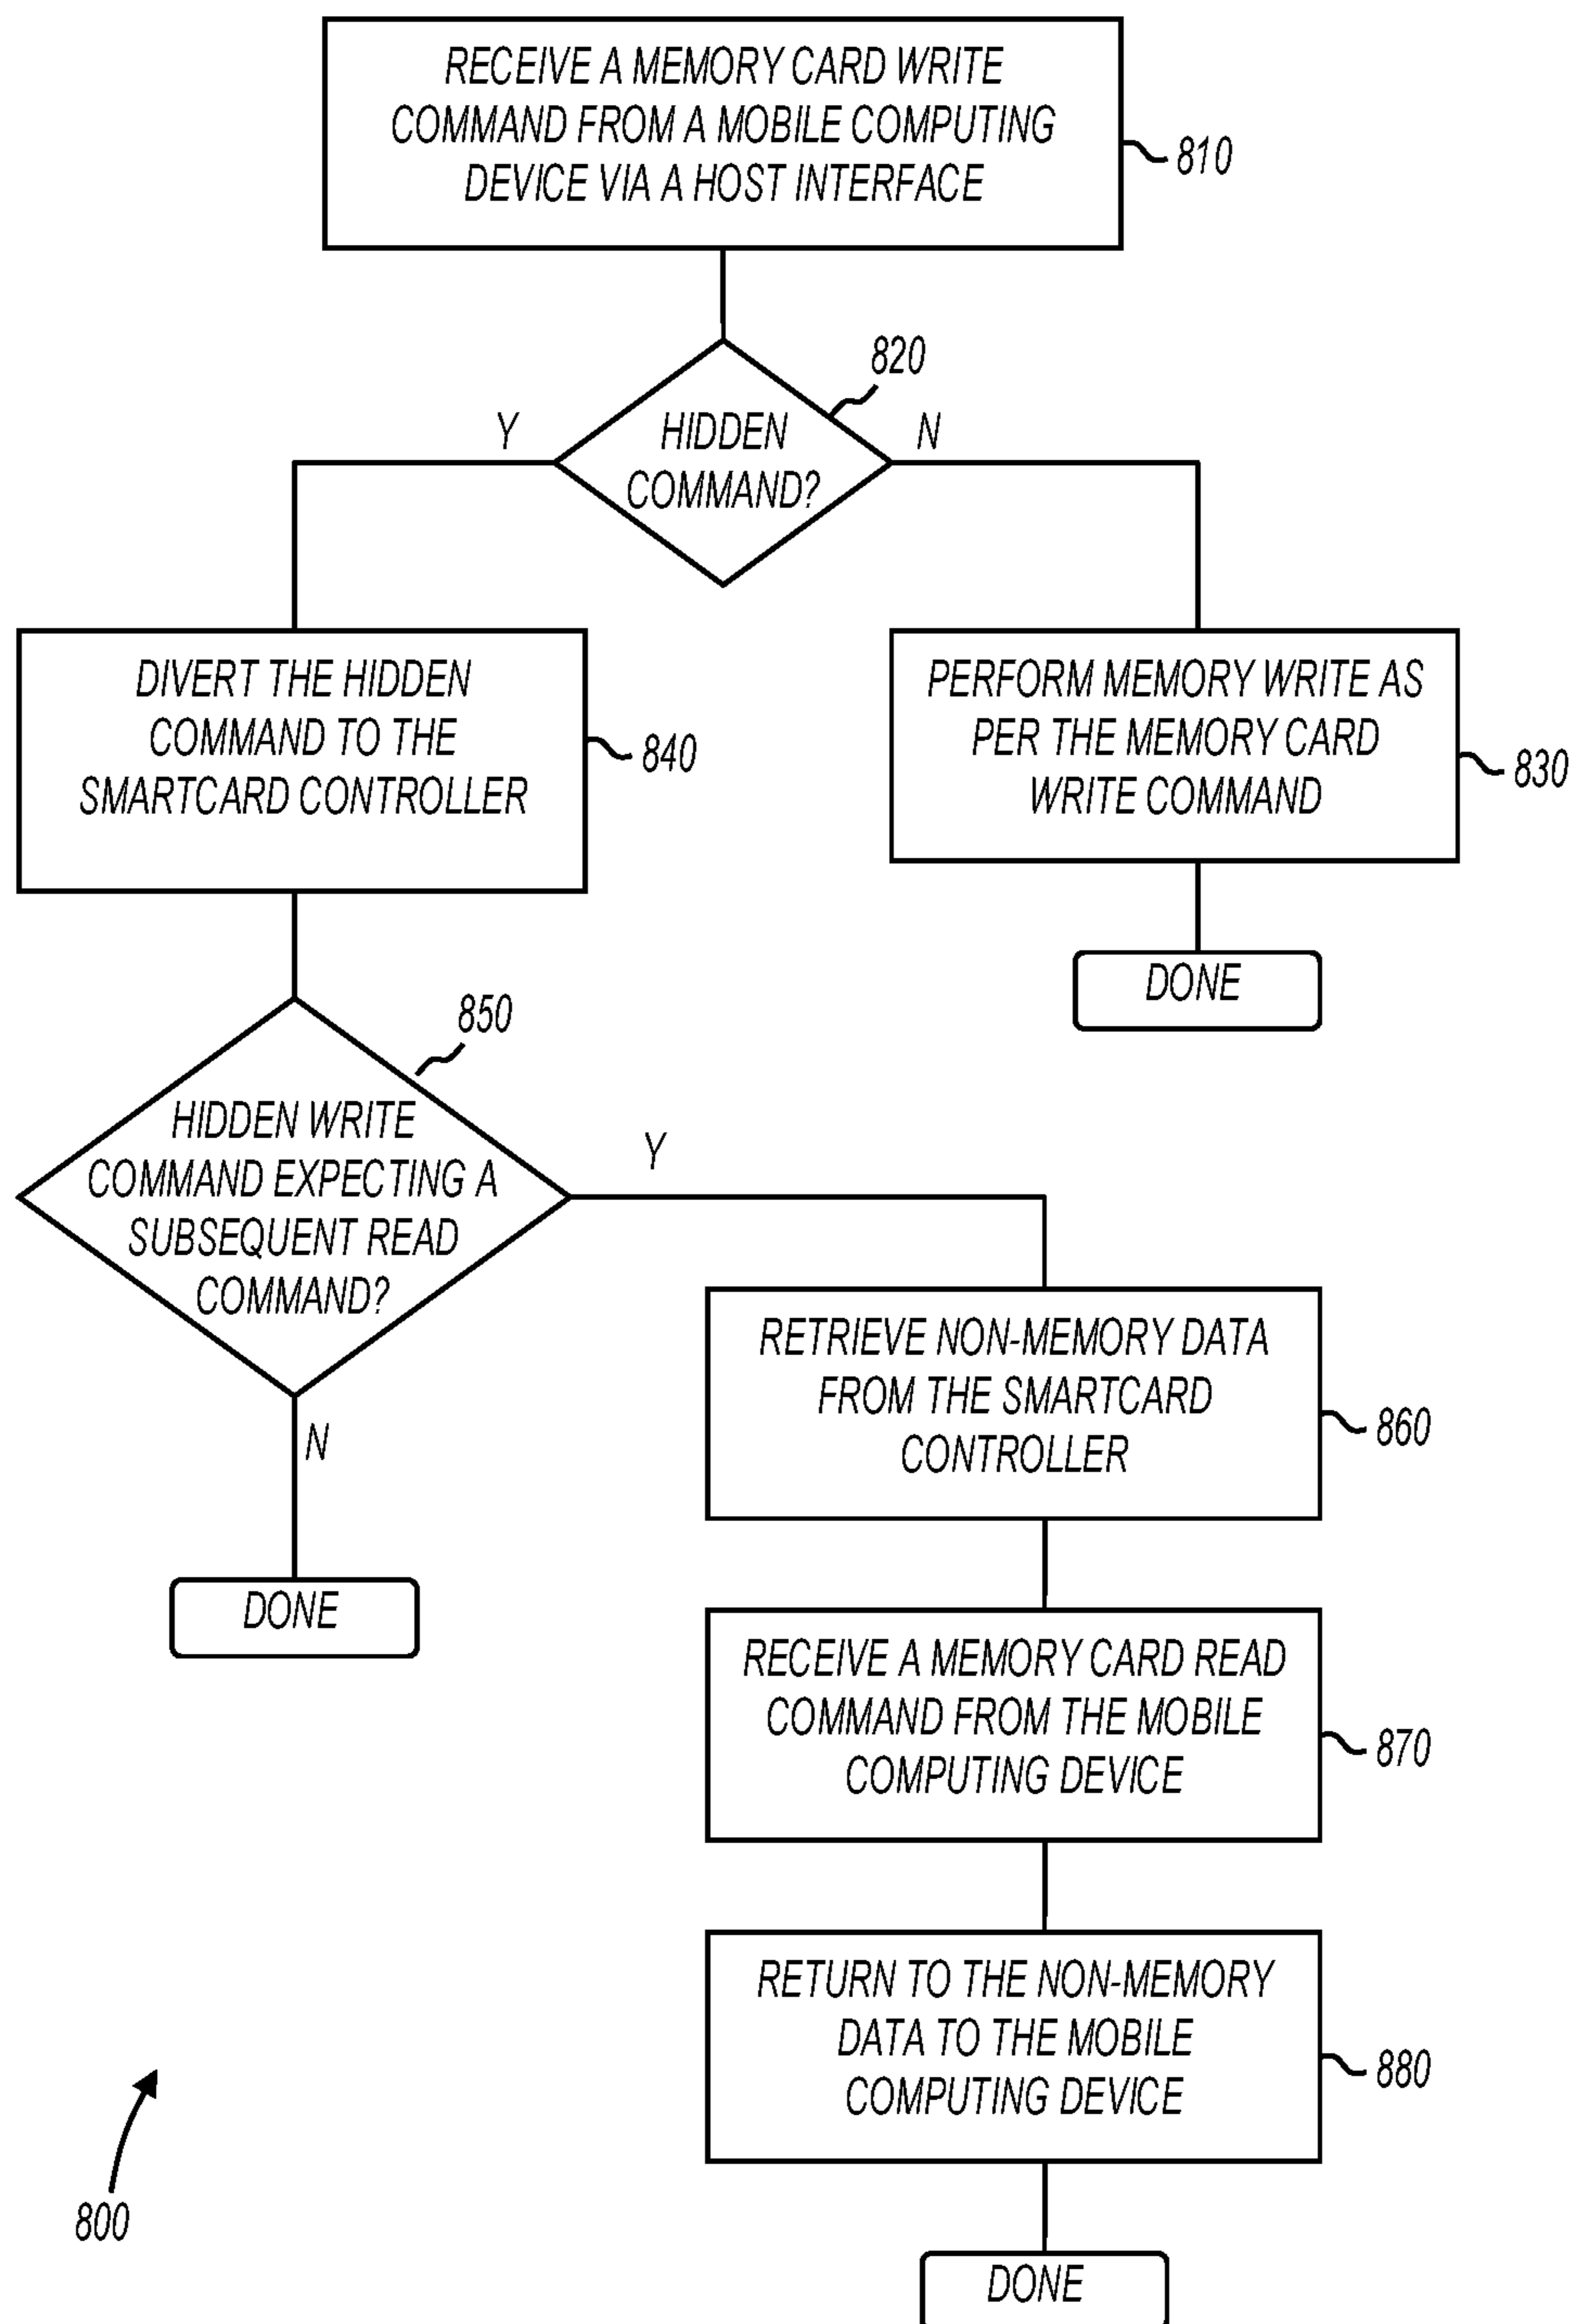 RECEIVE A MEMORY CARD WRITE
COMMAND FROM A MOBILE COMPUTING
DEVICE VIA A HOST INTERFACE
810
820
HIDDEN
COMMAND?
Y
N
DIVERT THE HIDDEN
COMMAND TO THE
SMARTCARD CONTROLLER
840
PERFORM MEMORY WRITE AS
PER THE MEMORY CARD
WRITE COMMAND
830
DONE
850
HIDDEN WRITE
COMMAND EXPECTING A
SUBSEQUENT READ
COMMAND?
Y
N
DONE
RETRIEVE NON-MEMORY DATA
FROM THE SMARTCARD
CONTROLLER
860
RECEIVE A MEMORY CARD READ
COMMAND FROM THE MOBILE
COMPUTING DEVICE
870
RETURN TO THE NON-MEMORY
DATA TO THE MOBILE
COMPUTING DEVICE
880
800
DONE